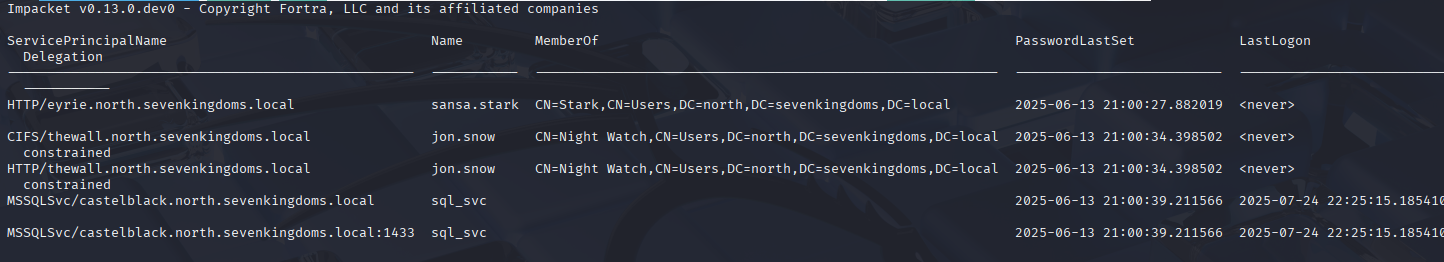 Impacket v0.13.0.dev0 - Copyright Fortra, LLC and its affiliated companies
ServicePrincipalName Name MemberOf PasswordLastSet LastLogon
Delegation
HTTP/eyrie.north.sevenkingdoms.local sansa.stark CN=Stark,CN=Users,DC=north,DC=sevenkingdoms,DC=local 2025-06-13 21:00:27.882019 <never>
CIFS/thewall.north.sevenkingdoms.local jon.snow CN=Night Watch,CN=Users,DC=north,DC=sevenkingdoms,DC=local 2025-06-13 21:00:34.398502 <never>
constrained
HTTP/thewall.north.sevenkingdoms.local jon.snow CN=Night Watch,CN=Users,DC=north,DC=sevenkingdoms,DC=local 2025-06-13 21:00:34.398502 <never>
constrained
MSSQLSvc/castelblack.north.sevenkingdoms.local sql_svc 2025-06-13 21:00:39.211566 2025-07-24 22:25:15.185410
MSSQLSvc/castelblack.north.sevenkingdoms.local:1433 sql_svc 2025-06-13 21:00:39.211566 2025-07-24 22:25:15.185410